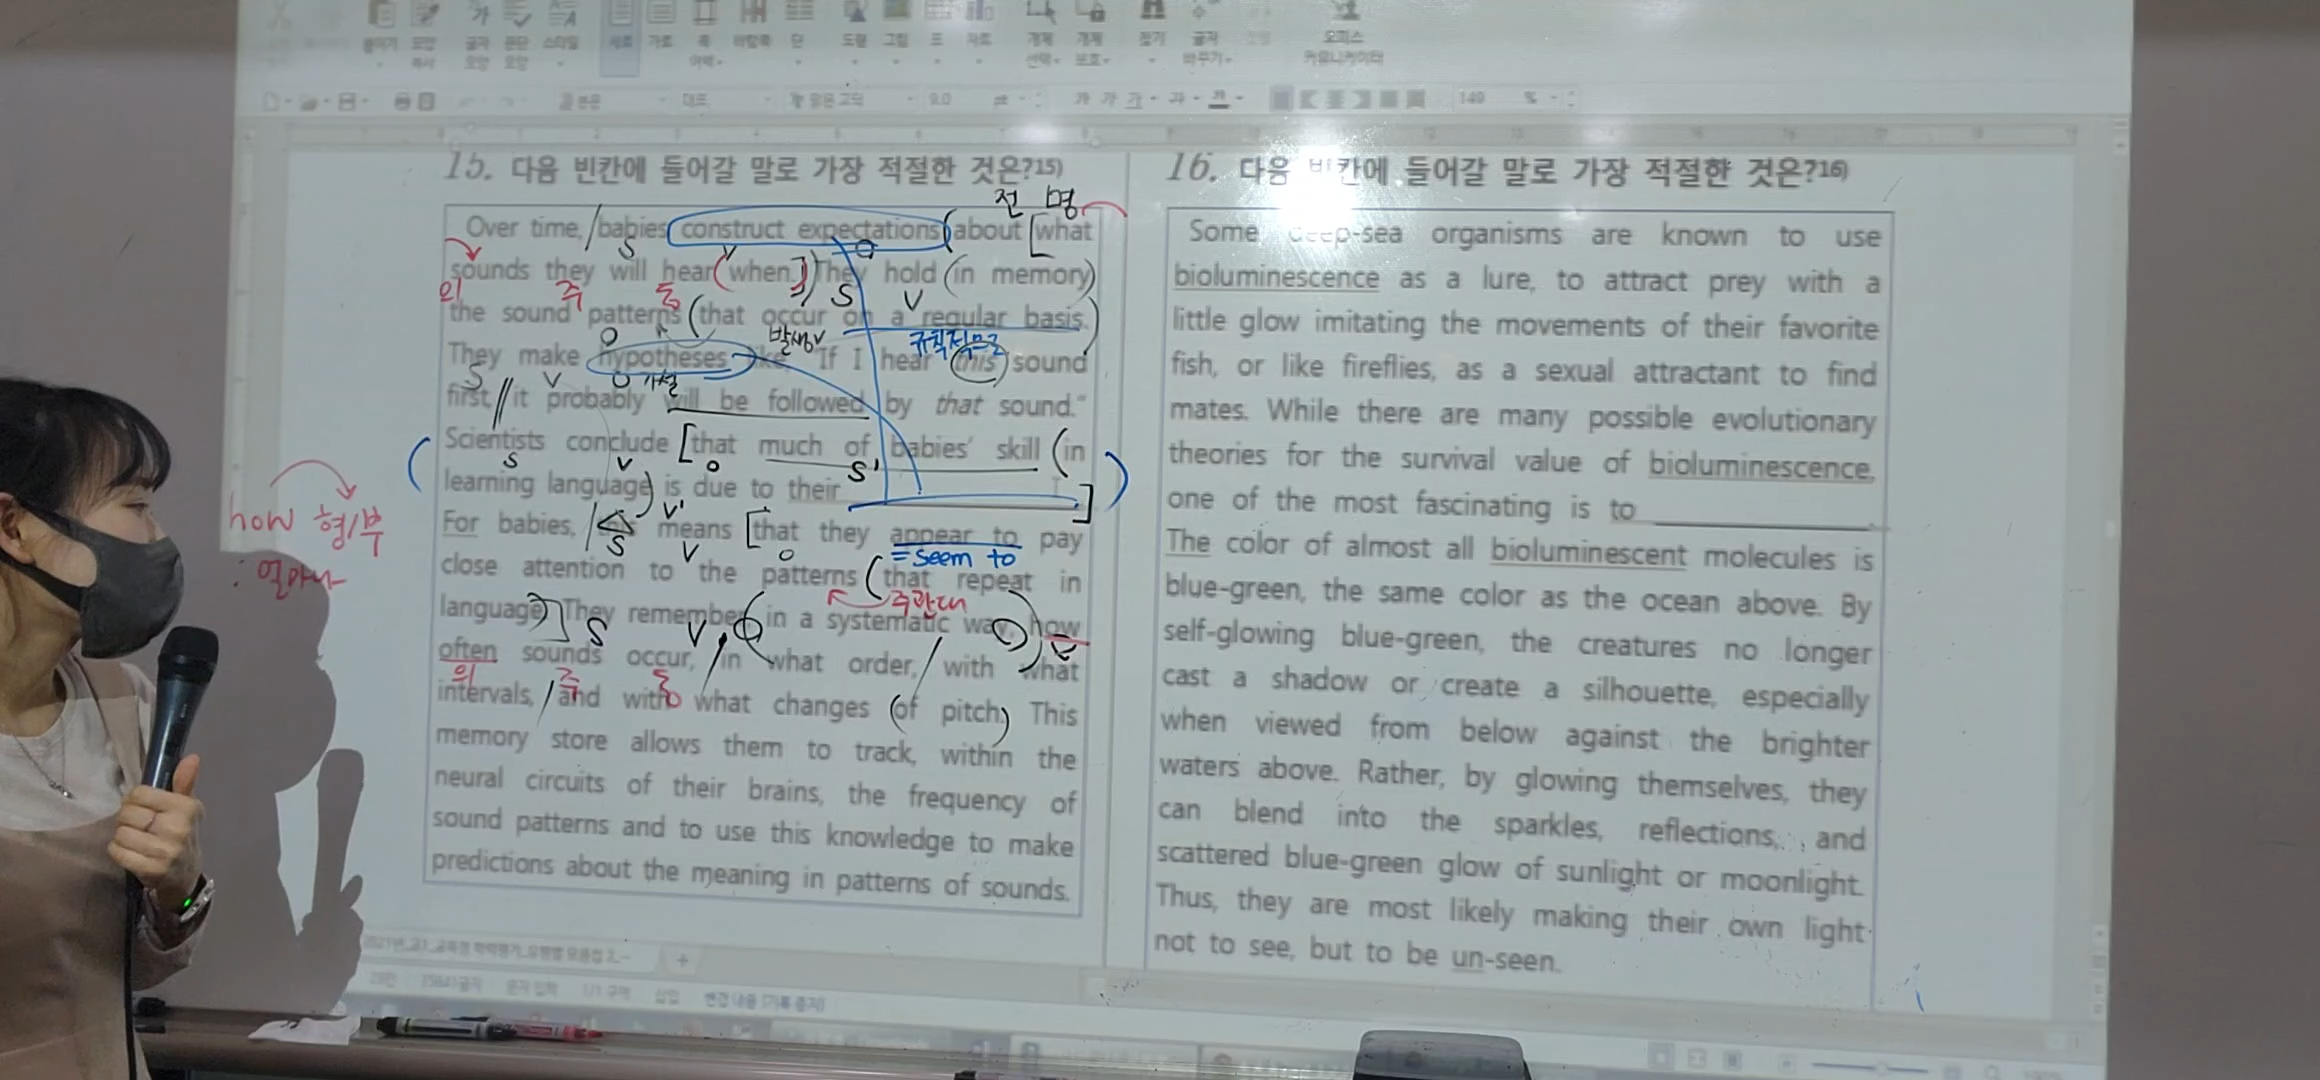 15. 다음 빈칸에 들어갈 말로 가장 적절한 것은?15)
전 명
Over time, babies construct expectations about what
S V O
sounds they will hear when. They hold in memory
의 주 동 S V
the sound patterns that occur on a regular basis.
O 발생V 규칙적으로
They make hypotheses like, "If I hear this sound
S V O 가설
first, it probably will be followed by that sound."
Scientists conclude that much of babies' skill in
S V O S'
learning language is due to their
V'
For babies, means that they appear to pay
S V O =seem to
close attention to the patterns that repeat in
주관대
language. They remember, in a systematic way, how
S V
often sounds occur, in what order, with what
의 주 동
intervals, and with what changes of pitch. This
memory store allows them to track, within the
neural circuits of their brains, the frequency of
sound patterns and to use this knowledge to make
predictions about the meaning in patterns of sounds.
how 형/부
: 얼마나
16. 다음 빈칸에 들어갈 말로 가장 적절한 것은?16)
Some deep-sea organisms are known to use
bioluminescence as a lure, to attract prey with a
little glow imitating the movements of their favorite
fish, or like fireflies, as a sexual attractant to find
mates. While there are many possible evolutionary
theories for the survival value of bioluminescence,
one of the most fascinating is to
The color of almost all bioluminescent molecules is
blue-green, the same color as the ocean above. By
self-glowing blue-green, the creatures no longer
cast a shadow or create a silhouette, especially
when viewed from below against the brighter
waters above. Rather, by glowing themselves, they
can blend into the sparkles, reflections, and
scattered blue-green glow of sunlight or moonlight.
Thus, they are most likely making their own light
not to see, but to be un-seen.